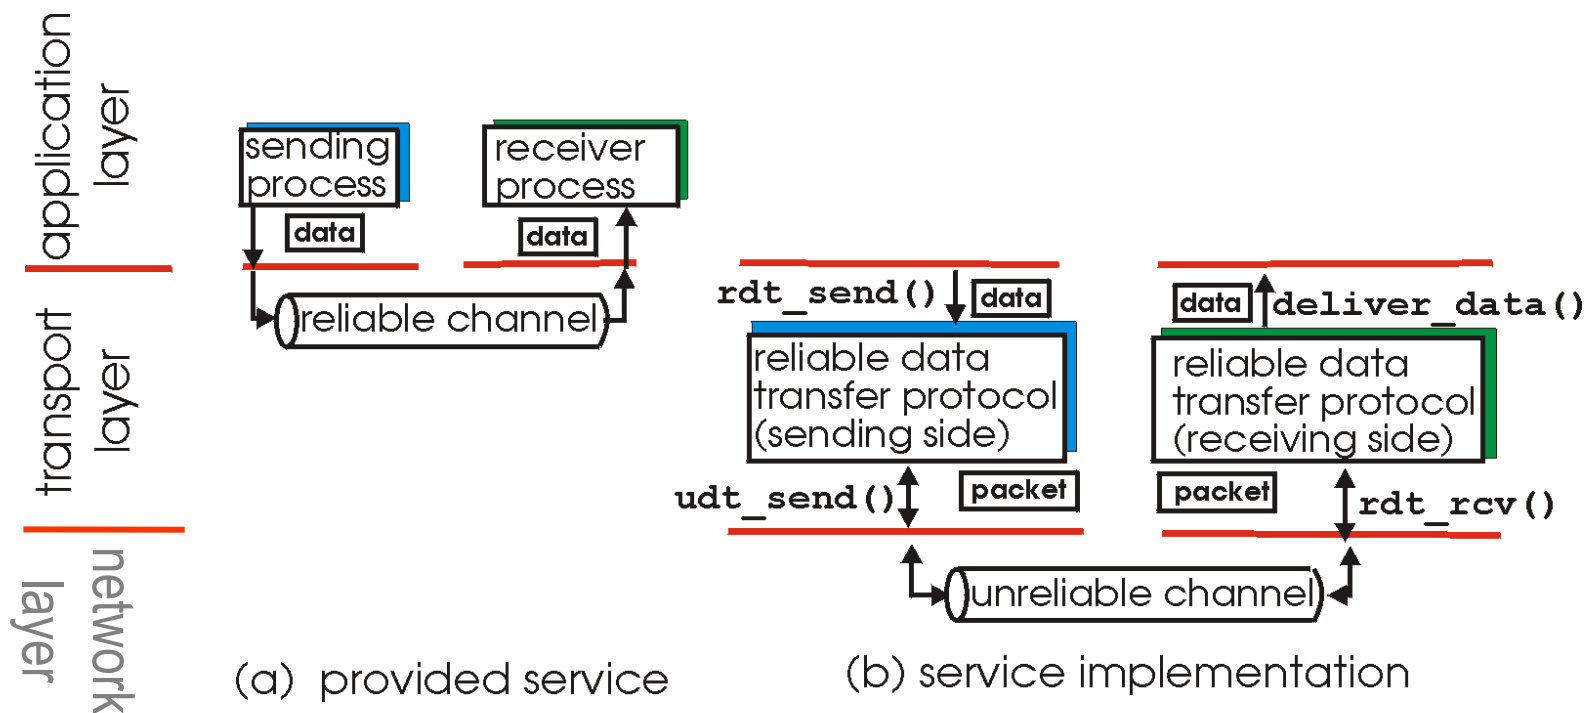 application
layer
transport
layer
network
layer
sending
process
data
receiver
process
data
reliable channel
(a) provided service
rdt_send()
data
reliable data
transfer protocol
(sending side)
udt_send()
packet
data
deliver_data()
reliable data
transfer protocol
(receiving side)
packet
rdt_rcv()
unreliable channel
(b) service implementation